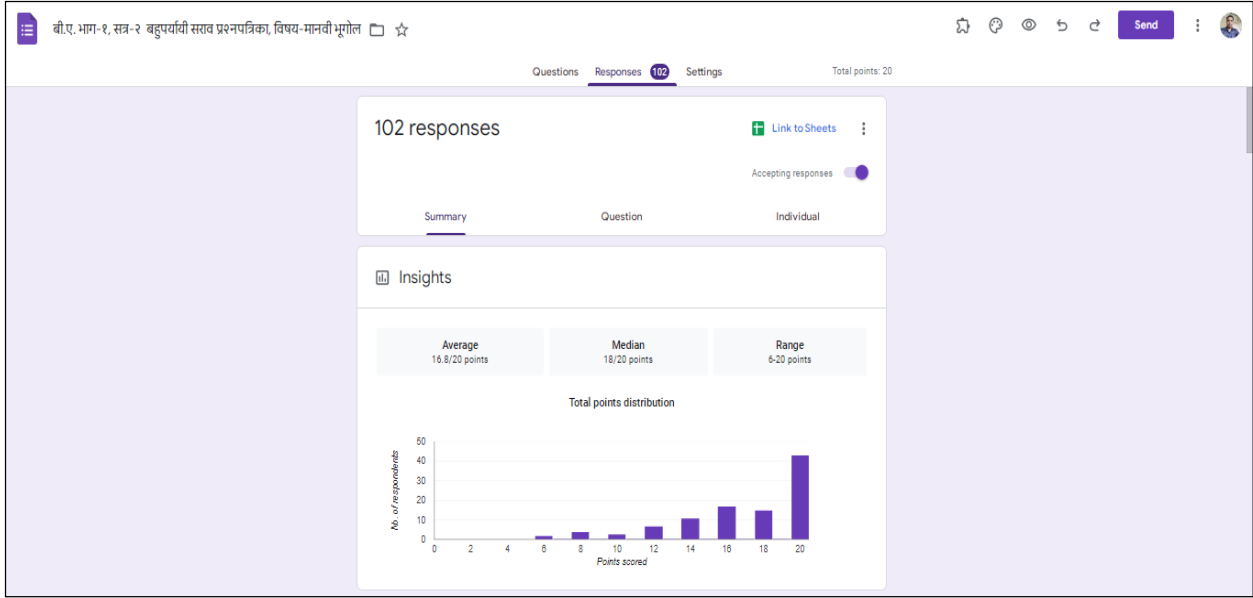 बी.ए. भाग-१, सत्र-२ बहुपर्यायी सराव प्रश्नपत्रिका, विषय-मानवी भूगोल
Send
Questions Responses 102 Settings Total points: 20
102 responses
Link to Sheets
Accepting responses
Summary Question Individual
Insights
Average Median Range
16.8/20 points 18/20 points 6-20 points
Total points distribution
50
40
30
20
10
0
No. of respondents
0 2 4 6 8 10 12 14 16 18 20
Points scored